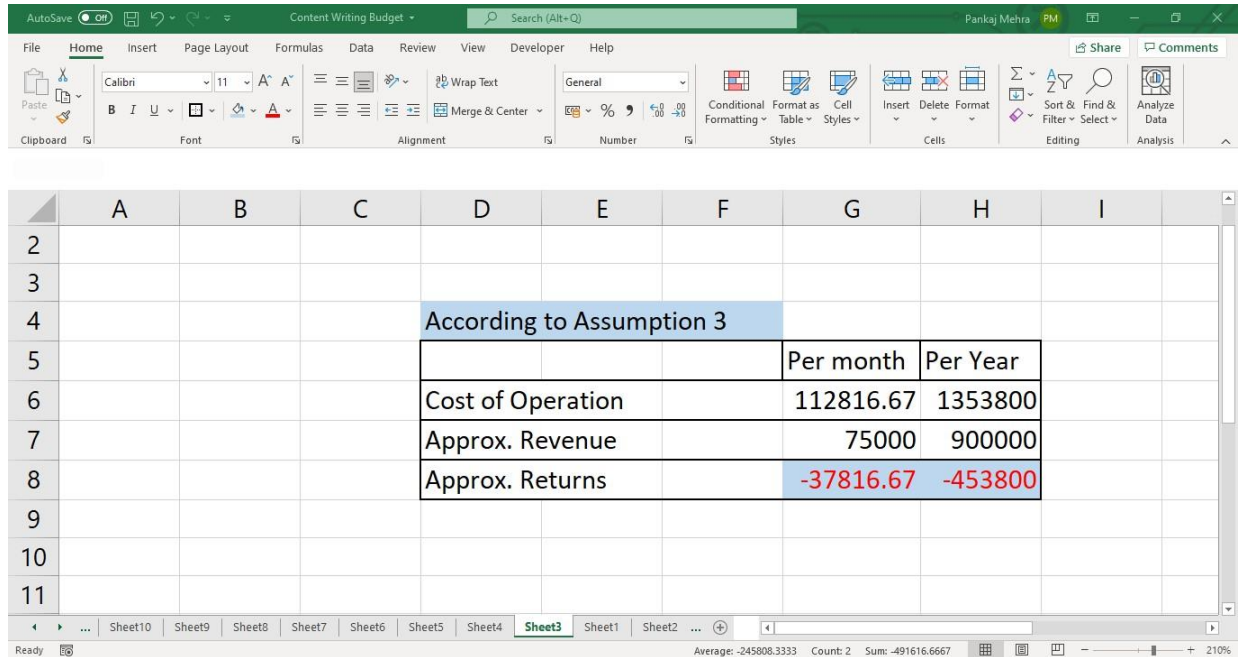 AutoSave Off Content Writing Budget Search (Alt+Q) Pankaj Mehra PM
File Home Insert Page Layout Formulas Data Review View Developer Help Share Comments
Paste Calibri 11 A^ Aˇ Wrap Text General Conditional Formatting Format as Table Cell Styles Insert Delete Format Sort & Filter Find & Select Analyze Data
B I U A Merge & Center % 9 .00
Clipboard Font Alignment Number Styles Cells Editing Analysis
A B C D E F G H I
2
3
4 According to Assumption 3
5 Per month Per Year
6 Cost of Operation 112816.67 1353800
7 Approx. Revenue 75000 900000
8 Approx. Returns -37816.67 -453800
9
10
11
... Sheet10 Sheet9 Sheet8 Sheet7 Sheet6 Sheet5 Sheet4 Sheet3 Sheet1 Sheet2 ...
Ready Average: -245808.3333 Count: 2 Sum: -491616.6667 210%